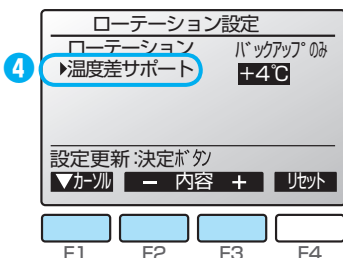 ローテーション設定
ローテーション バックアップのみ
4 ▶温度差サポート +4℃
設定更新:決定ボタン
▼カーソル − 内容 + リセット
F1 F2 F3 F4